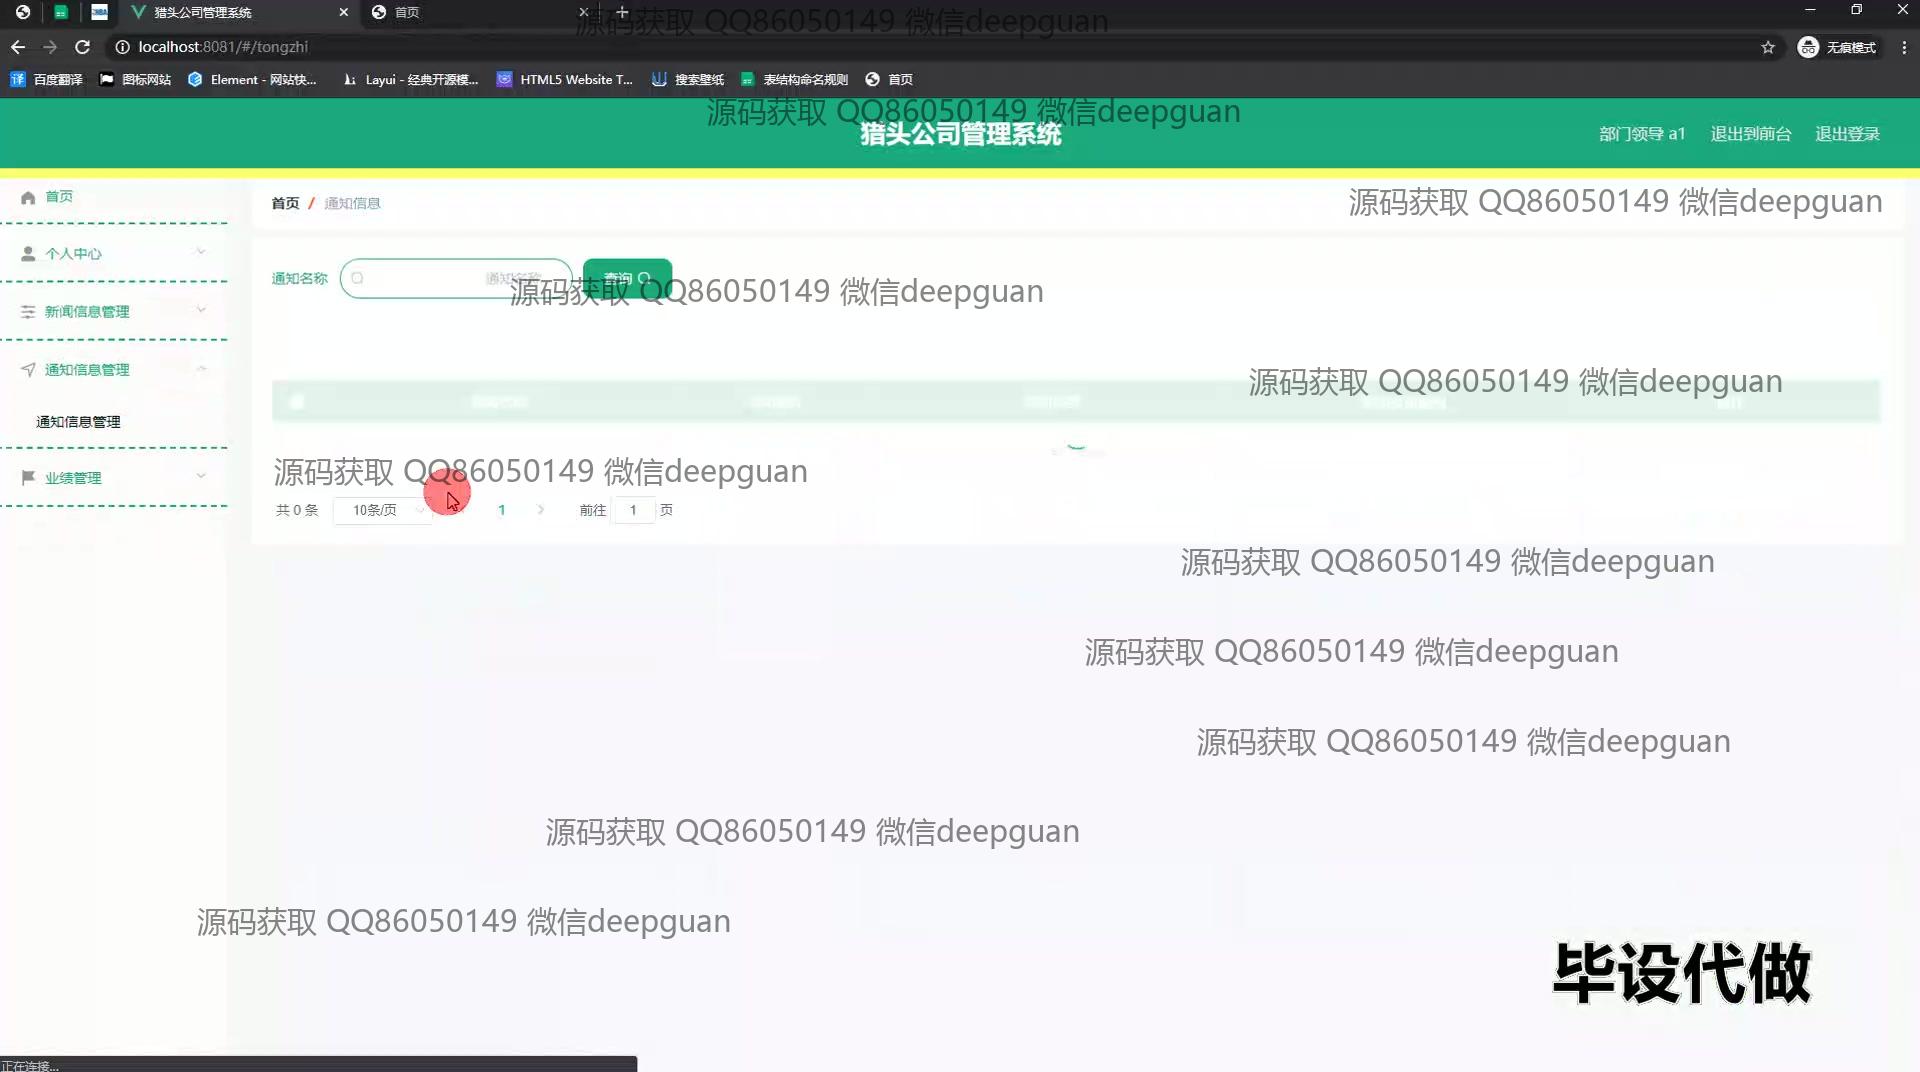 猎头公司管理系统
首页
源码获取 QQ86050149 微信deepguan
localhost:8081/#/tongzhi
无痕模式
百度翻译
图标网站
Element - 网站快...
Layui - 经典开源模...
HTML5 Website T...
搜索壁纸
表结构命名规则
首页
源码获取 QQ86050149 微信deepguan
猎头公司管理系统
部门领导 a1
退出到前台
退出登录
首页
首页 / 通知信息
源码获取 QQ86050149 微信deepguan
个人中心
通知名称
通知名称
查询
源码获取 QQ86050149 微信deepguan
新闻信息管理
通知信息管理
源码获取 QQ86050149 微信deepguan
通知信息管理
业绩管理
源码获取 QQ86050149 微信deepguan
共 0 条
10条/页
1
前往 1 页
源码获取 QQ86050149 微信deepguan
源码获取 QQ86050149 微信deepguan
源码获取 QQ86050149 微信deepguan
源码获取 QQ86050149 微信deepguan
源码获取 QQ86050149 微信deepguan
毕设代做
正在连接...